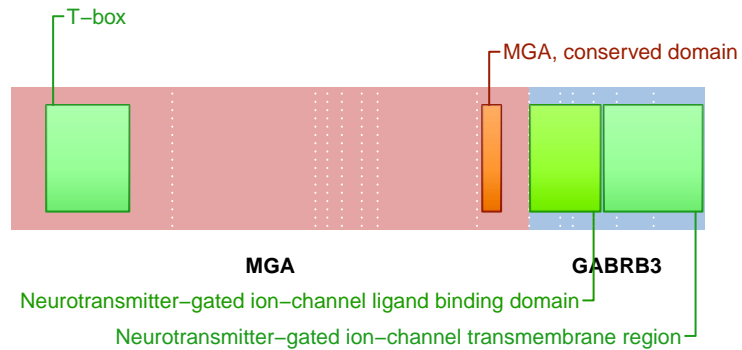 T−box
MGA, conserved domain
MGA
GABRB3
Neurotransmitter−gated ion−channel ligand binding domain
Neurotransmitter−gated ion−channel transmembrane region